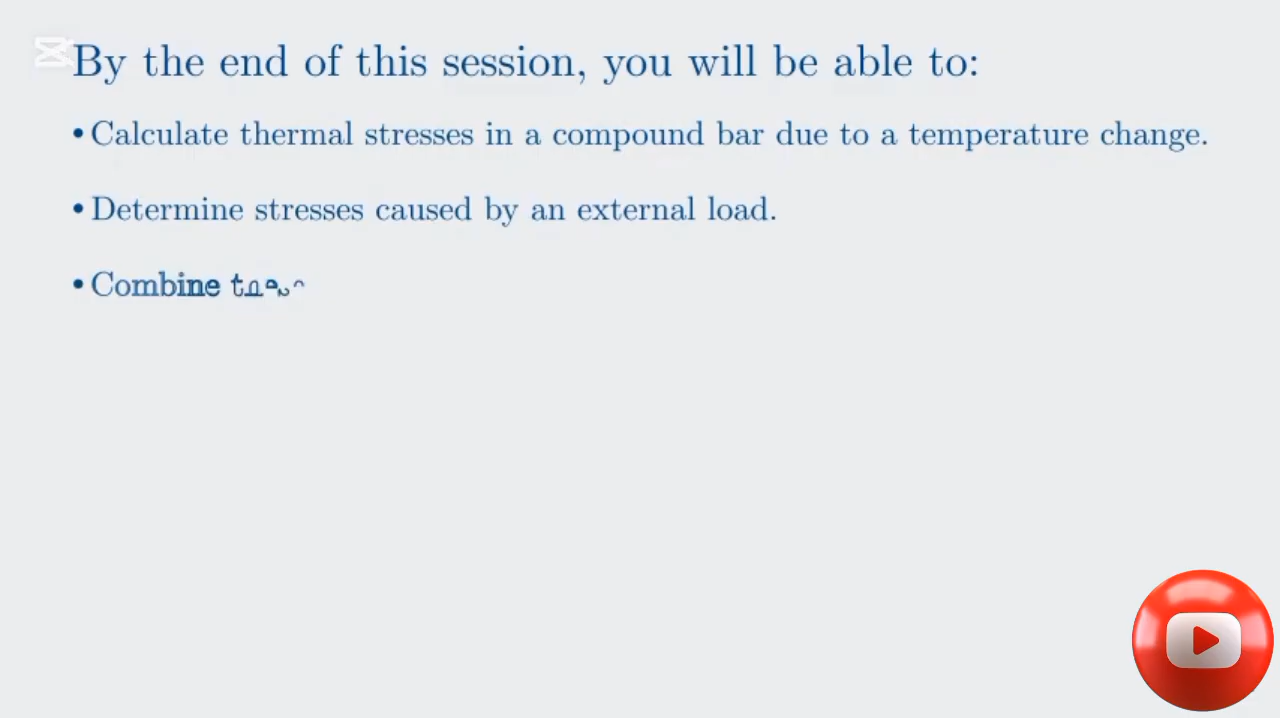 By the end of this session, you will be able to:
• Calculate thermal stresses in a compound bar due to a temperature change.
• Determine stresses caused by an external load.
• Combine